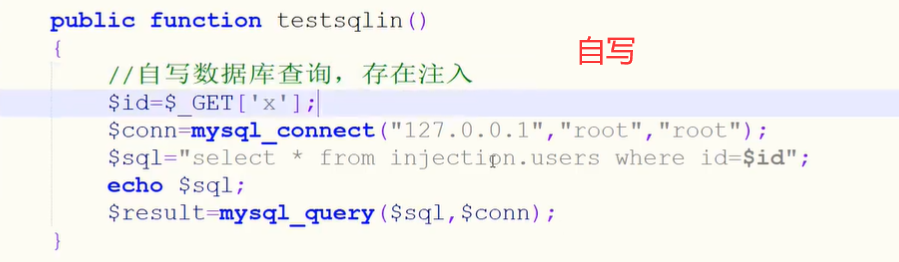 public function testsqlin()
{
自写
//自写数据库查询，存在注入
$id=$_GET['x'];
$conn=mysql_connect("127.0.0.1","root","root");
$sql="select * from injection.users where id=$id";
echo $sql;
$result=mysql_query($sql,$conn);
}